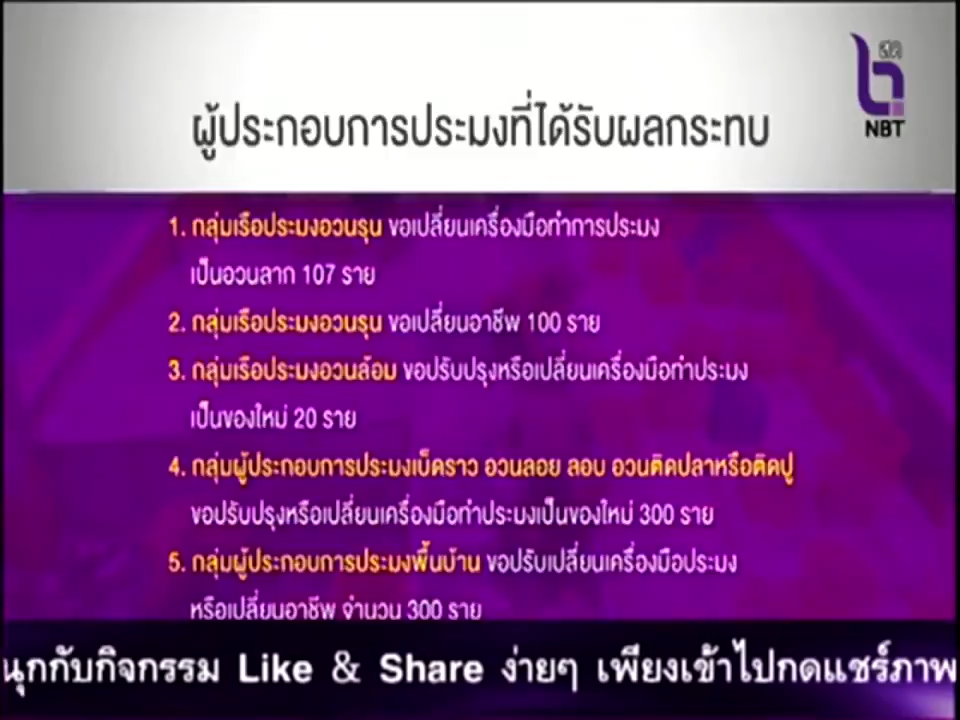 สด
NBT
ผู้ประกอบการประมงที่ได้รับผลกระทบ
1. กลุ่มเรือประมงอวนรุน ขอเปลี่ยนเครื่องมือทำการประมง
เป็นอวนลาก 107 ราย
2. กลุ่มเรือประมงอวนรุน ขอเปลี่ยนอาชีพ 100 ราย
3. กลุ่มเรือประมงอวนล้อม ขอปรับปรุงหรือเปลี่ยนเครื่องมือทำประมง
เป็นของใหม่ 20 ราย
4. กลุ่มผู้ประกอบการประมงเบ็ดราว อวนลอย ลอบ อวนติดปลาหรือติดปู
ขอปรับปรุงหรือเปลี่ยนเครื่องมือทำประมงเป็นของใหม่ 300 ราย
5. กลุ่มผู้ประกอบการประมงพื้นบ้าน ขอปรับเปลี่ยนเครื่องมือประมง
หรือเปลี่ยนอาชีพ จำนวน 300 ราย
นุกกับกิจกรรม Like & Share ง่ายๆ เพียงเข้าไปกดแชร์ภาพ